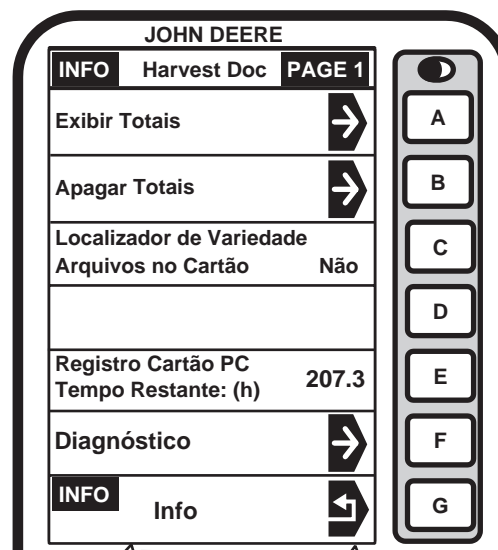 JOHN DEERE
INFO Harvest Doc PAGE 1
Exibir Totais
A
Apagar Totais
B
Localizador de Variedade
Arquivos no Cartão Não
C
D
Registro Cartão PC
Tempo Restante: (h) 207.3
E
Diagnóstico
F
INFO
Info
G